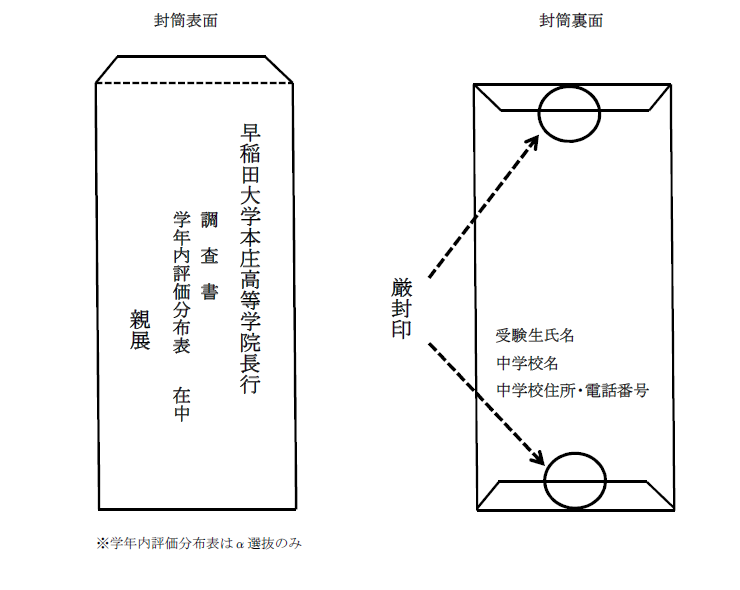 封筒表面
早稲田大学本庄高等学院長行
調査書
学年内評価分布表 在中
親展
※学年内評価分布表はα選抜のみ
封筒裏面
厳封印
受験生氏名
中学校名
中学校住所・電話番号